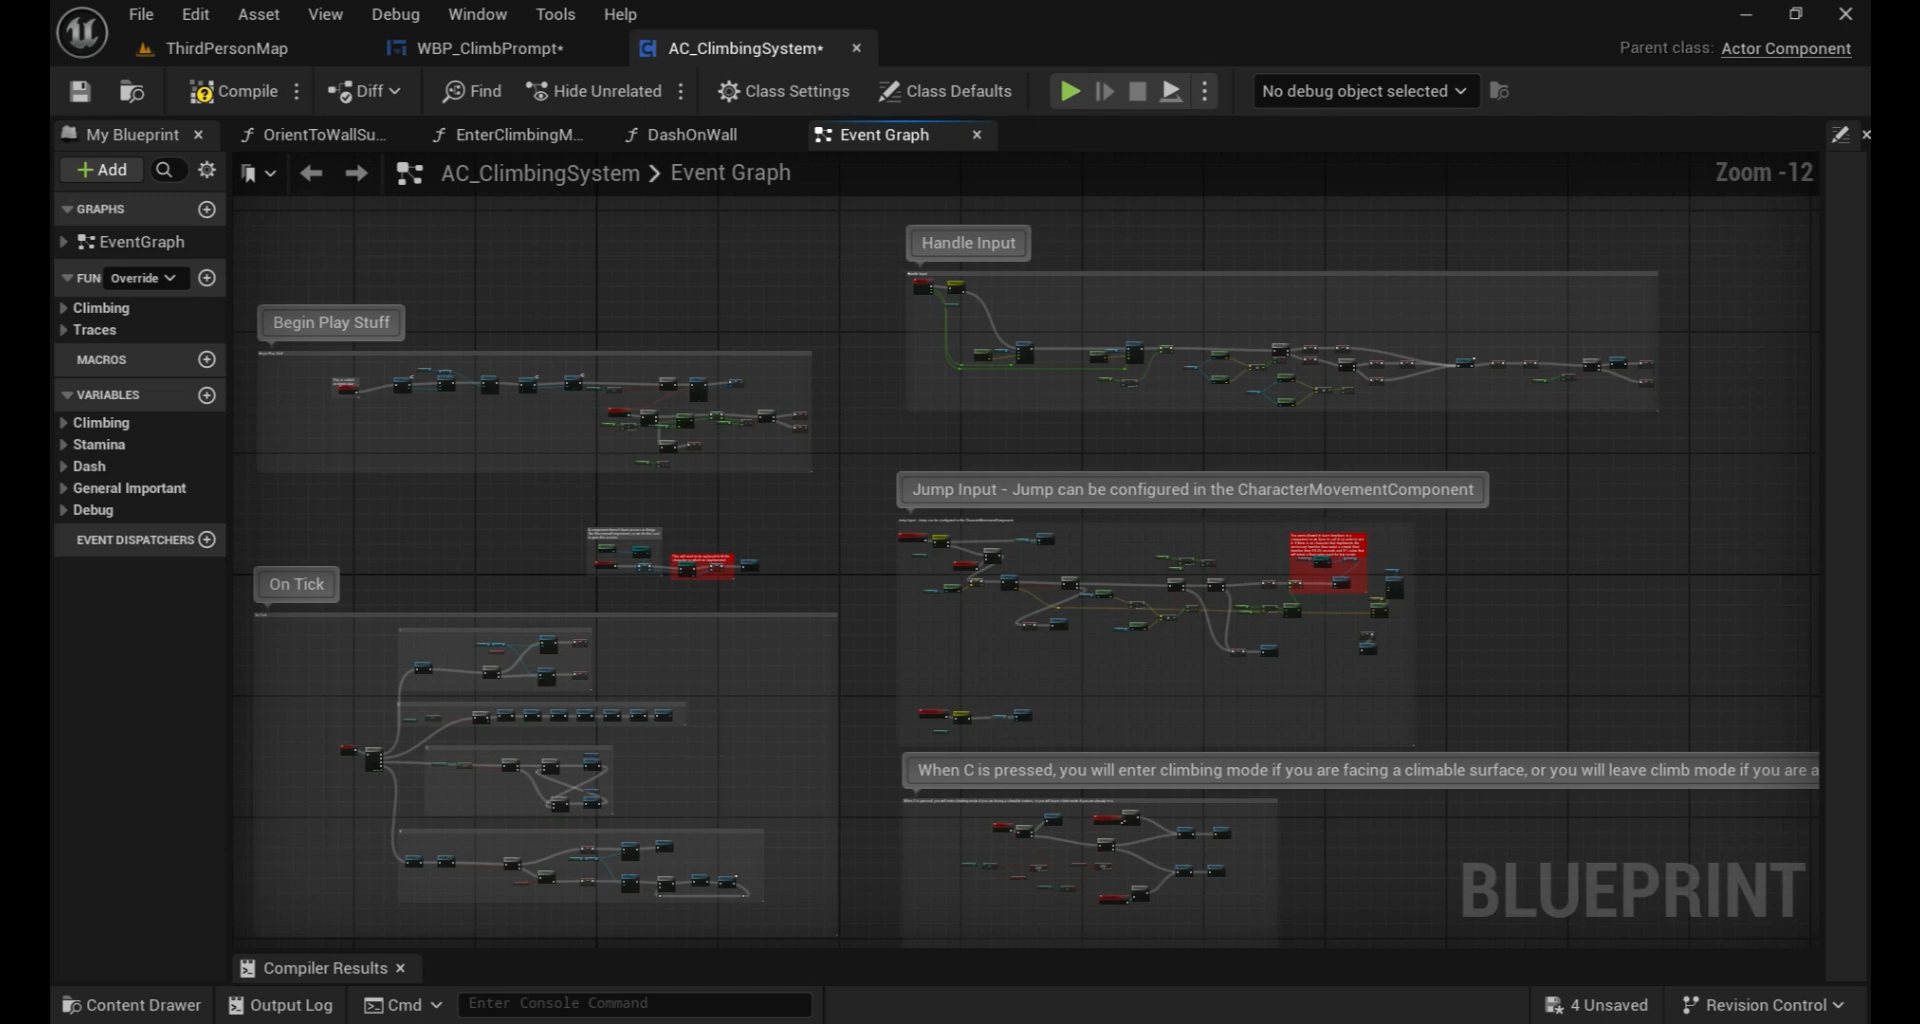 File Edit Asset View Debug Window Tools Help
ThirdPersonMap WBP_ClimbPrompt* AC_ClimbingSystem* Parent class: Actor Component
Compile Diff Find Hide Unrelated Class Settings Class Defaults No debug object selected
My Blueprint OrientToWallSu... EnterClimbingM... DashOnWall Event Graph
Add AC_ClimbingSystem > Event Graph Zoom -12
GRAPHS
EventGraph
FUN Override
Climbing
Traces
MACROS
VARIABLES
Climbing
Stamina
Dash
General Important
Debug
EVENT DISPATCHERS
Handle Input
Begin Play Stuff
Jump Input - Jump can be configured in the CharacterMovementComponent
On Tick
When C is pressed, you will enter climbing mode if you are facing a climable surface, or you will leave climb mode if you are a
BLUEPRINT
Compiler Results
Content Drawer Output Log Cmd Enter Console Command 4 Unsaved Revision Control